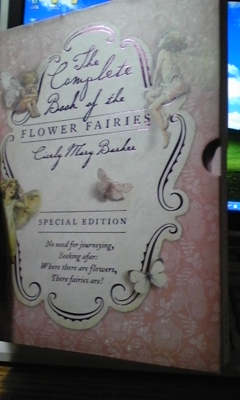 The
Complete
Book of the
FLOWER FAIRIES
Cicely Mary Barker
SPECIAL EDITION
No need for journeying,
Seeking afar:
Where there are flowers,
There fairies are!